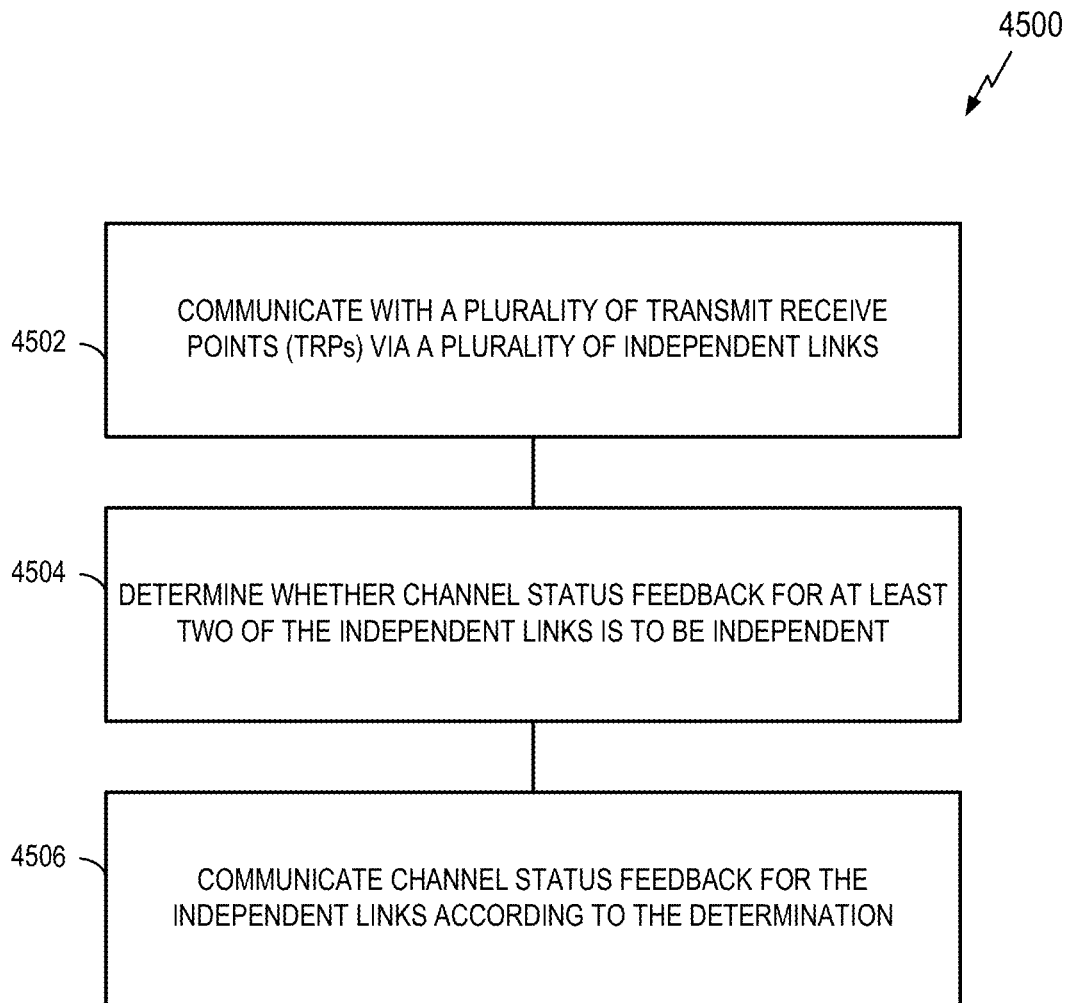 4500
4502
COMMUNICATE WITH A PLURALITY OF TRANSMIT RECEIVE
POINTS (TRPs) VIA A PLURALITY OF INDEPENDENT LINKS
4504
DETERMINE WHETHER CHANNEL STATUS FEEDBACK FOR AT LEAST
TWO OF THE INDEPENDENT LINKS IS TO BE INDEPENDENT
4506
COMMUNICATE CHANNEL STATUS FEEDBACK FOR THE
INDEPENDENT LINKS ACCORDING TO THE DETERMINATION